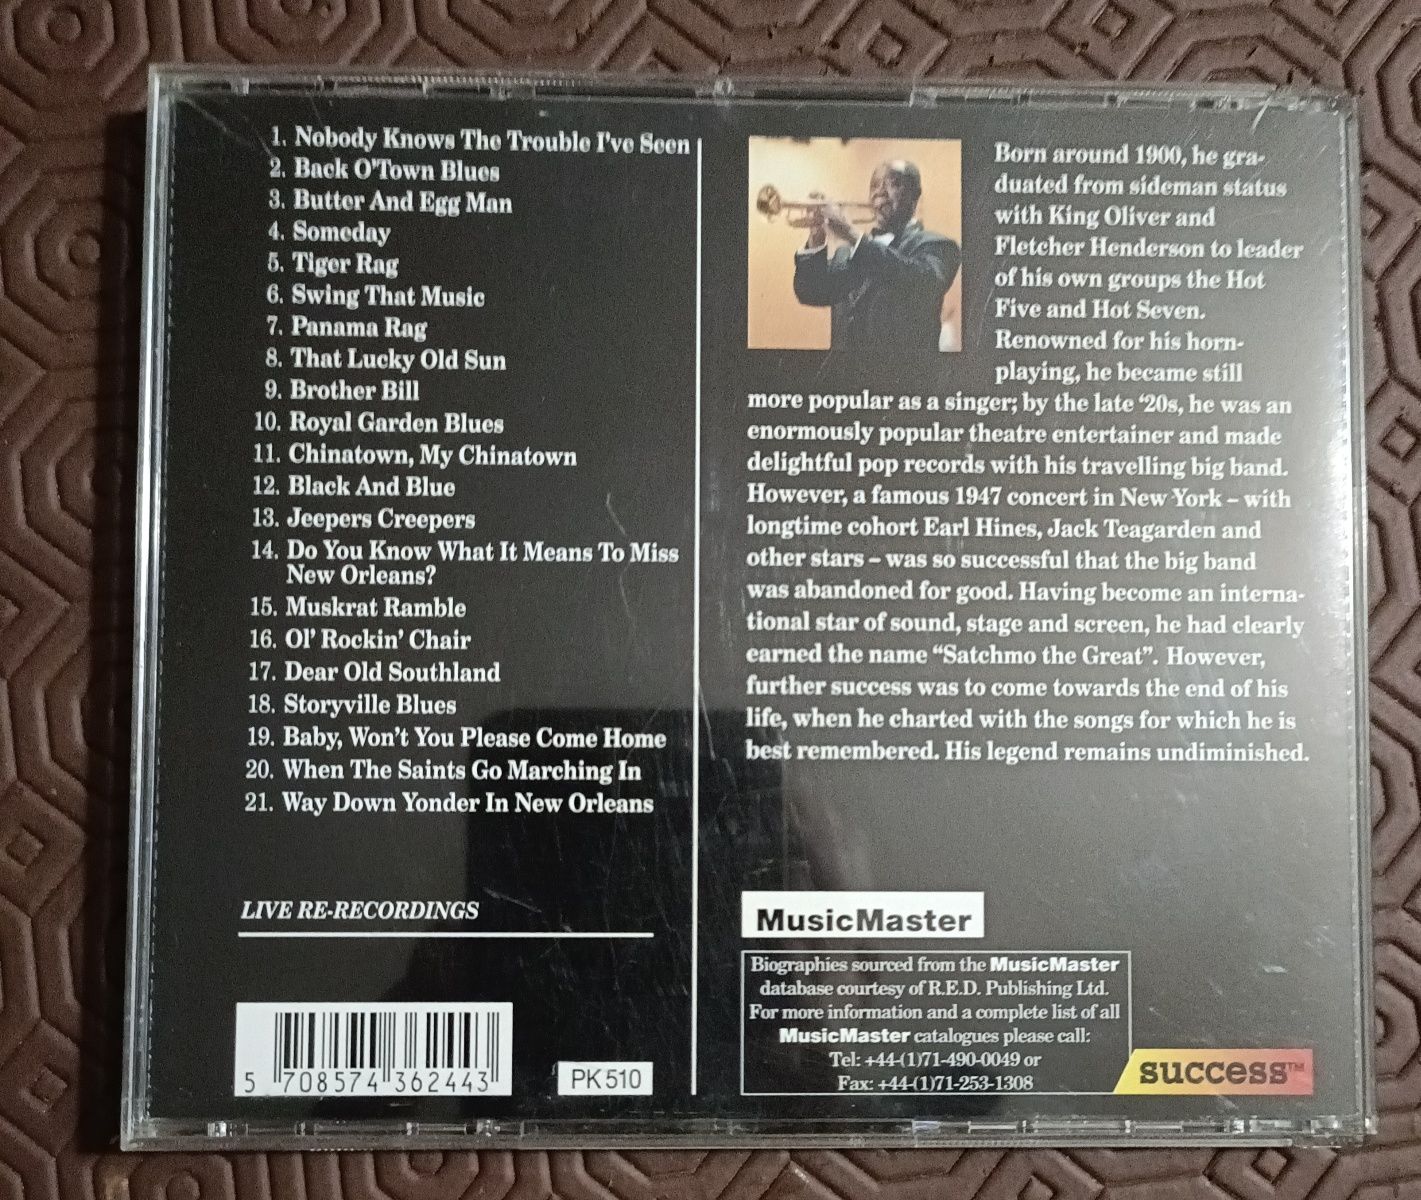 1. Nobody Knows The Trouble I've Seen
2. Back O'Town Blues
3. Butter And Egg Man
4. Someday
5. Tiger Rag
6. Swing That Music
7. Panama Rag
8. That Lucky Old Sun
9. Brother Bill
10. Royal Garden Blues
11. Chinatown, My Chinatown
12. Black And Blue
13. Jeepers Creepers
14. Do You Know What It Means To Miss
New Orleans?
15. Muskrat Ramble
16. Ol' Rockin' Chair
17. Dear Old Southland
18. Storyville Blues
19. Baby, Won't You Please Come Home
20. When The Saints Go Marching In
21. Way Down Yonder In New Orleans
LIVE RE-RECORDINGS
5 708574 362443
PK 510
Born around 1900, he gra-
duated from sideman status
with King Oliver and
Fletcher Henderson to leader
of his own groups the Hot
Five and Hot Seven.
Renowned for his horn-
playing, he became still
more popular as a singer; by the late ‘20s, he was an
enormously popular theatre entertainer and made
delightful pop records with his travelling big band.
However, a famous 1947 concert in New York – with
longtime cohort Earl Hines, Jack Teagarden and
other stars – was so successful that the big band
was abandoned for good. Having become an interna-
tional star of sound, stage and screen, he had clearly
earned the name “Satchmo the Great”. However,
further success was to come towards the end of his
life, when he charted with the songs for which he is
best remembered. His legend remains undiminished.
MusicMaster
Biographies sourced from the MusicMaster
database courtesy of R.E.D. Publishing Ltd.
For more information and a complete list of all
MusicMaster catalogues please call:
Tel: +44-(1)71-490-0049 or
Fax: +44-(1)71-253-1308
success™